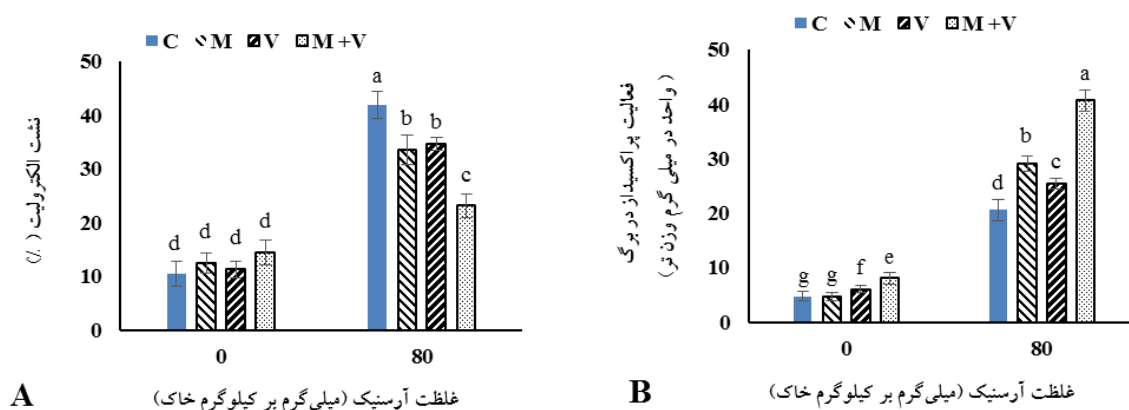 C M V M +V
50
40
30
20
10
0
نشت الکترولیت ( ٪)
d d d d
a b b c
0 80
غلظت آرسنیک (میلی‌گرم بر کیلوگرم خاک)
A
C M V M +V
50
40
30
20
10
0
فعالیت پراکسیداز در برگ
( واحد در میلی گرم وزن تر)
g g f e
d b c a
0 80
غلظت آرسنیک (میلی‌گرم بر کیلوگرم خاک)
B